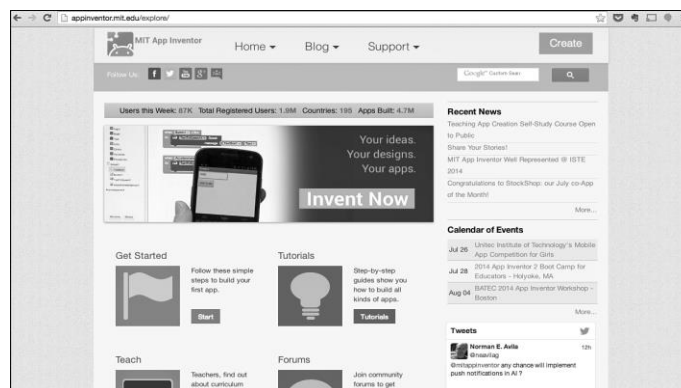 appinventor.mit.edu/explore/
MIT App Inventor
Home
Blog
Support
Create
Follow Us:
Google™ Custom Search
Users this Week: 87K Total Registered Users: 1.9M Countries: 195 Apps Built: 4.7M
Your ideas.
Your designs.
Your apps.
Invent Now
Get Started
Follow these simple
steps to build your
first app.
Start
Tutorials
Step-by-step
guides show you
how to build all
kinds of apps.
Tutorials
Teach
Teachers, find out
about curriculum
Forums
Join community
forums to get
Recent News
Teaching App Creation Self-Study Course Open
to Public
Share Your Stories!
MIT App Inventor Well Represented @ ISTE
2014
Congratulations to StockShop: our July co-App
of the Month!
More...
Calendar of Events
Jul 26 Unitec Institute of Technology's Mobile
App Competition for Girls
Jul 28 2014 App Inventor 2 Boot Camp for
Educators - Holyoke, MA
Aug 04 BATEC 2014 App Inventor Workshop -
Boston
More...
Tweets
Norman E. Avila 12h
@naavilag
@mitappinventor any chance will implement
push notifications in AI ?